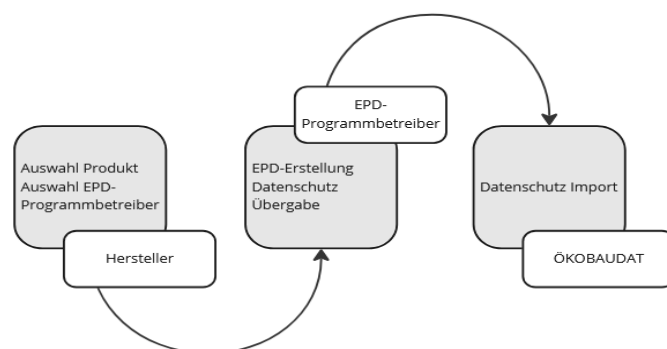 Auswahl Produkt
Auswahl EPD-
Programmbetreiber
Hersteller
EPD-
Programmbetreiber
EPD-Erstellung
Datenschutz
Übergabe
Datenschutz Import
ÖKOBAUDAT